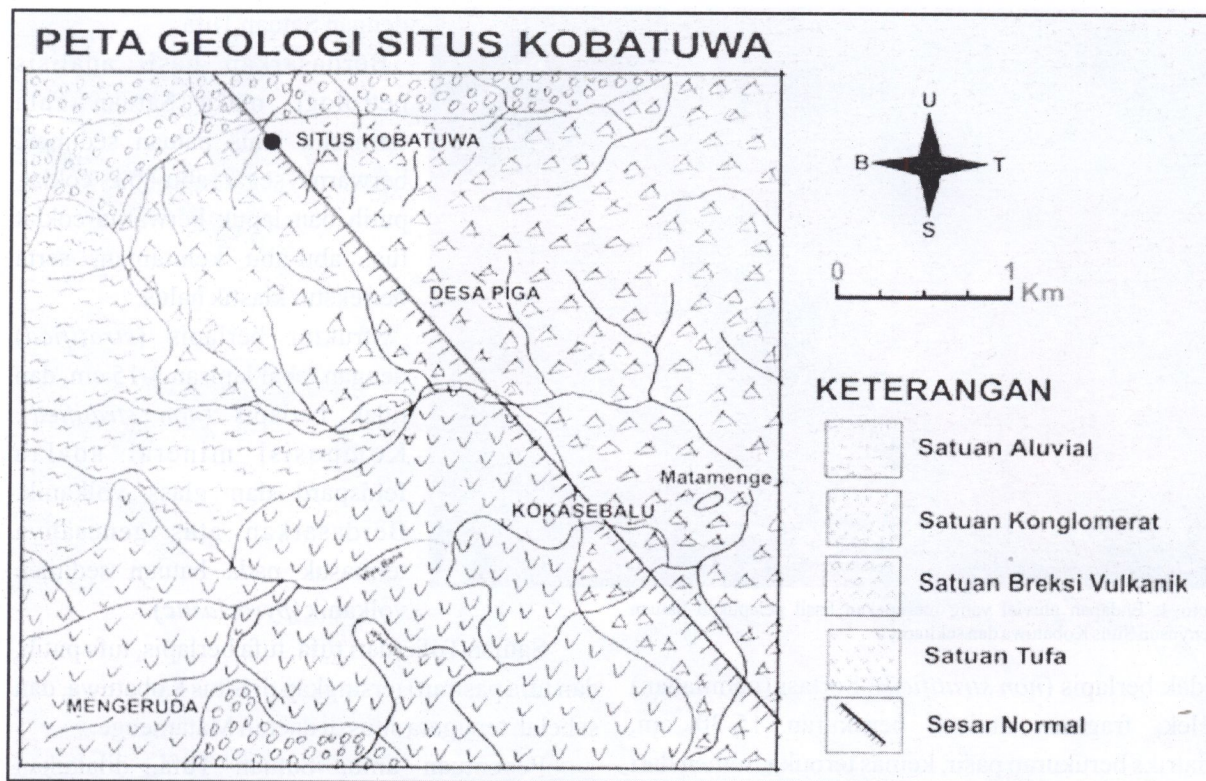 PETA GEOLOGI SITUS KOBATUWA
SITUS KOBATUWA
DESA PIGA
Matamenge
KOKASEBALU
MENGERUDA
U
B
T
S
0
1
Km
KETERANGAN
Satuan Aluvial
Satuan Konglomerat
Satuan Breksi Vulkanik
Satuan Tufa
Sesar Normal